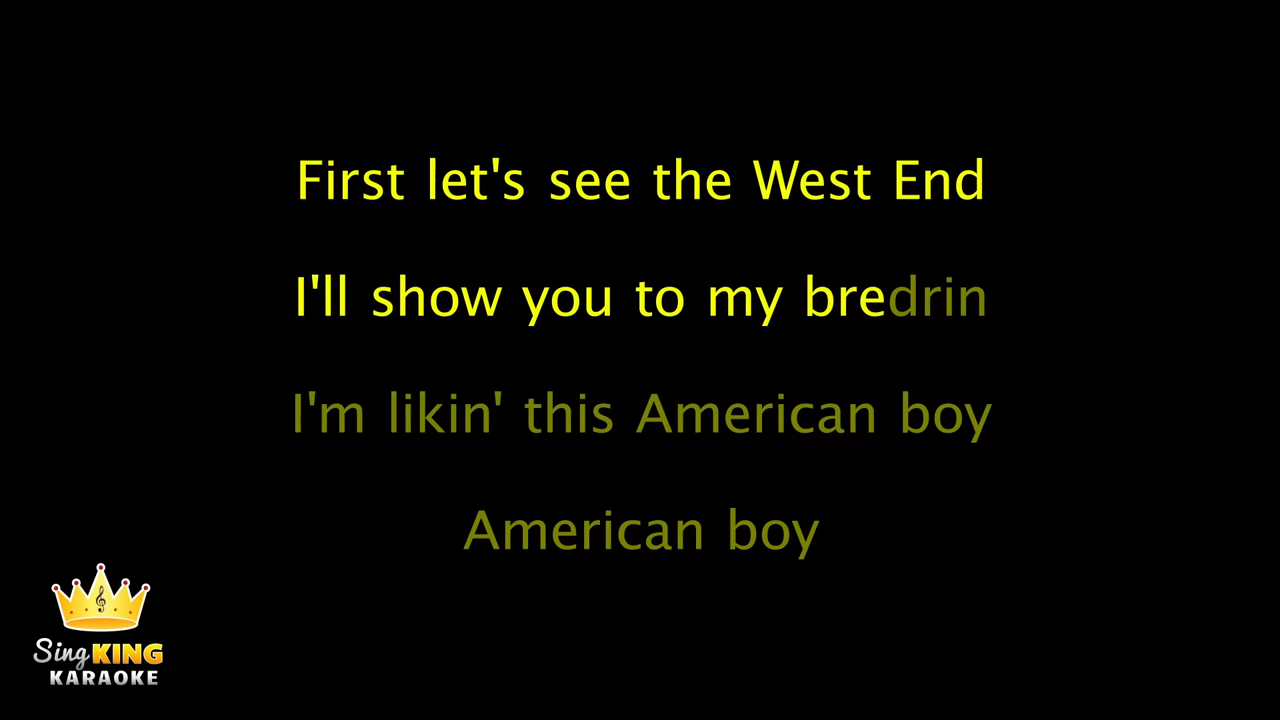 First let's see the West End
I'll show you to my bredrin
I'm likin' this American boy
American boy
Sing KING
KARAOKE